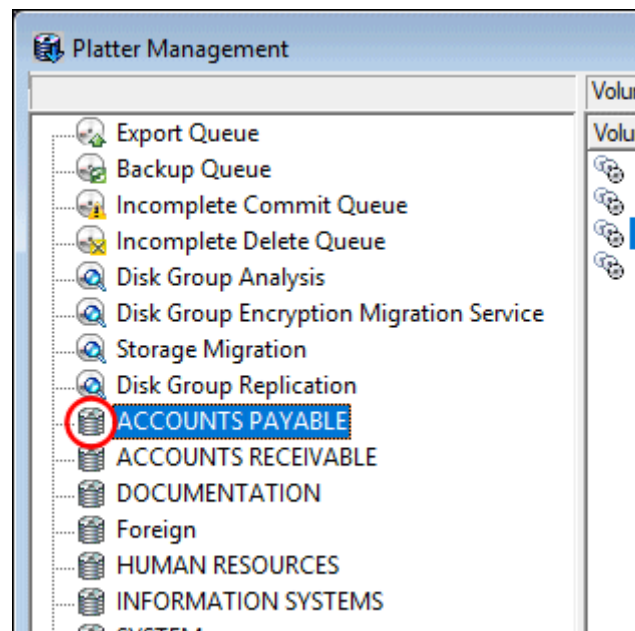 Platter Management
Volu
Volu
Export Queue
Backup Queue
Incomplete Commit Queue
Incomplete Delete Queue
Disk Group Analysis
Disk Group Encryption Migration Service
Storage Migration
Disk Group Replication
ACCOUNTS PAYABLE
ACCOUNTS RECEIVABLE
DOCUMENTATION
Foreign
HUMAN RESOURCES
INFORMATION SYSTEMS